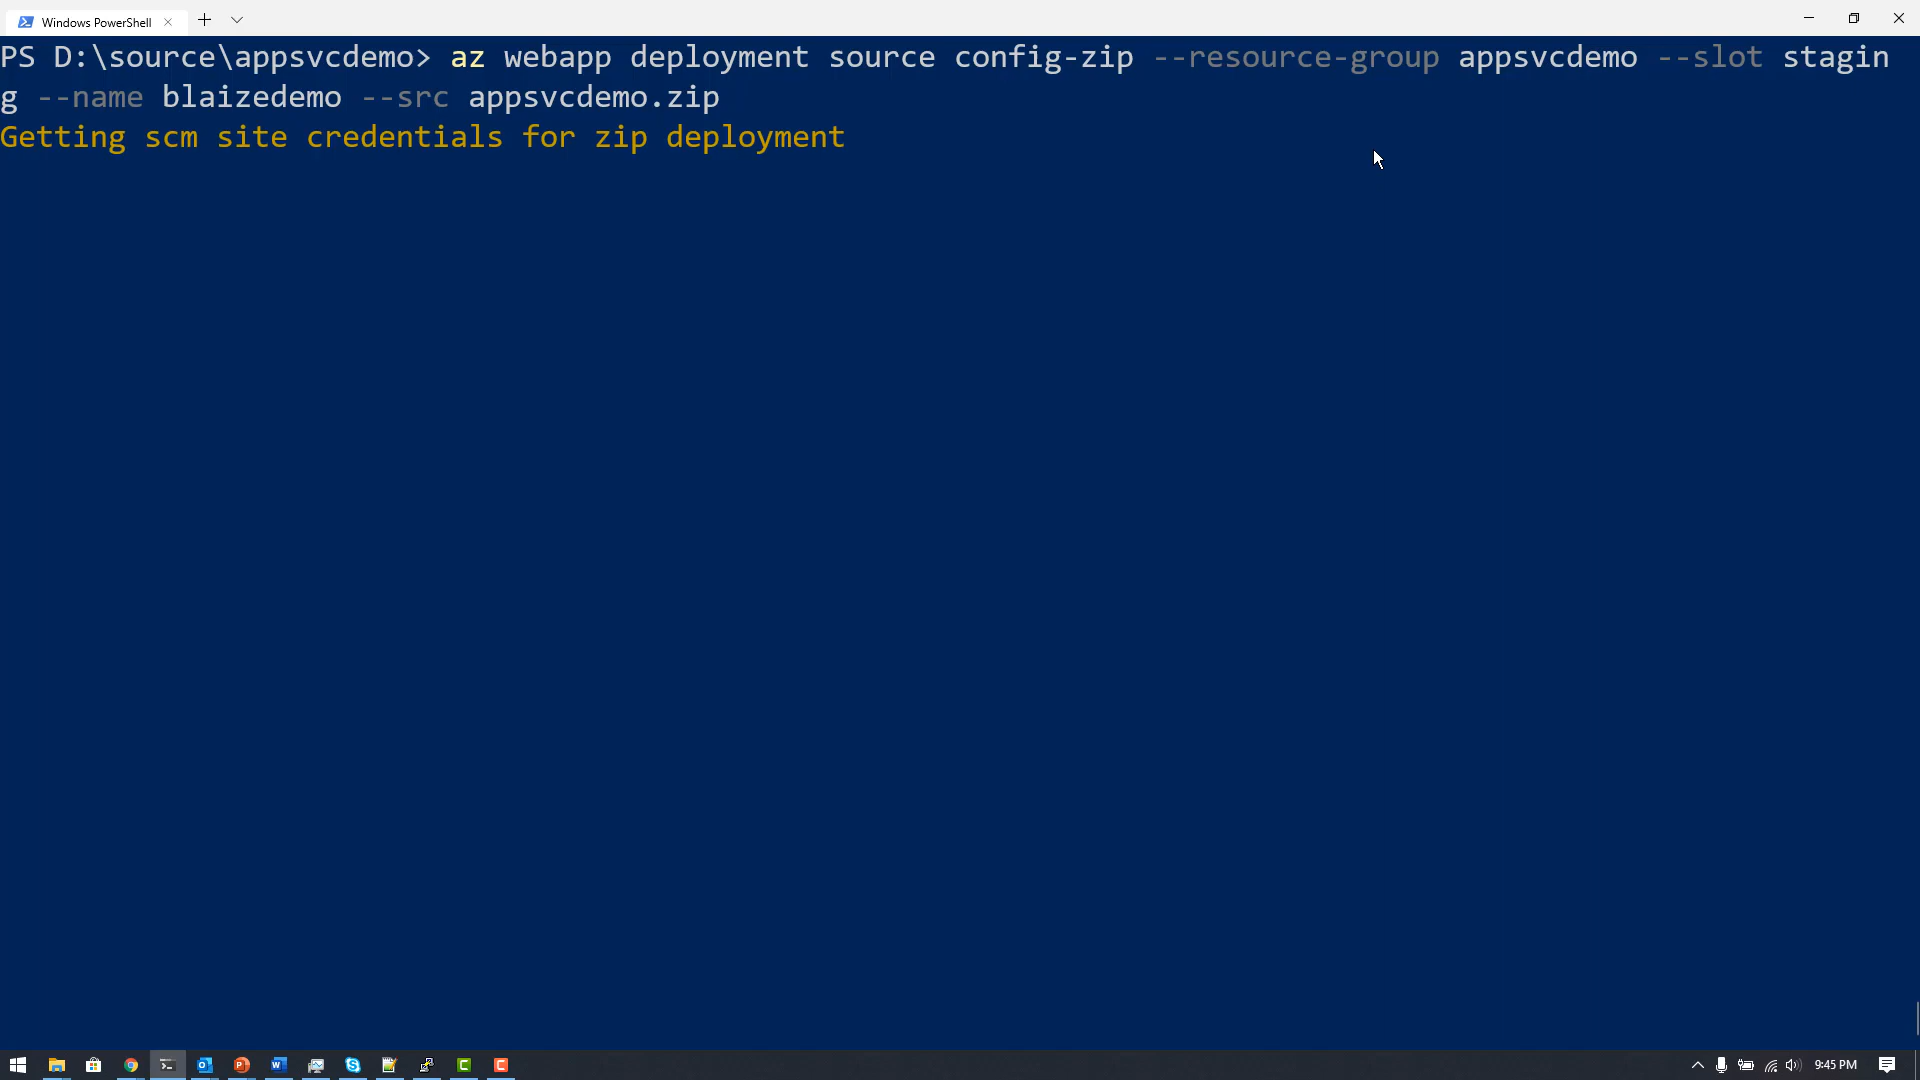 Windows PowerShell
PS D:\source\appsvcdemo> az webapp deployment source config-zip --resource-group appsvcdemo --slot stagin
g --name blaizedemo --src appsvcdemo.zip
Getting scm site credentials for zip deployment
9:45 PM